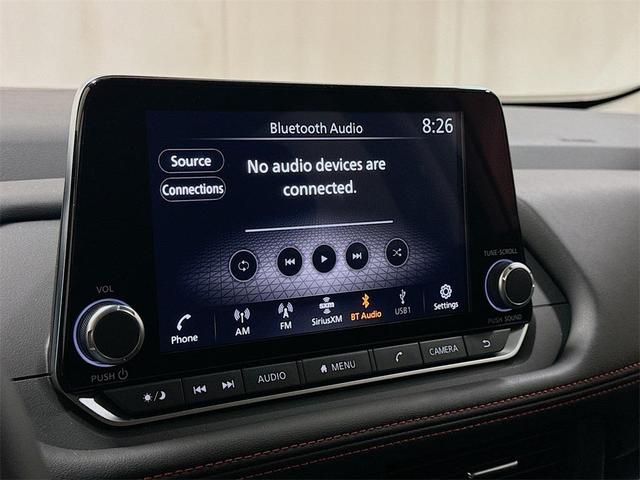 Bluetooth Audio
8:26
Source
No audio devices are
connected.
Connections
Phone
AM
FM
SiriusXM
BT Audio
USB1
Settings
VOL
PUSH
TUNE·SCROLL
PUSH SOUND
AUDIO
MENU
CAMERA